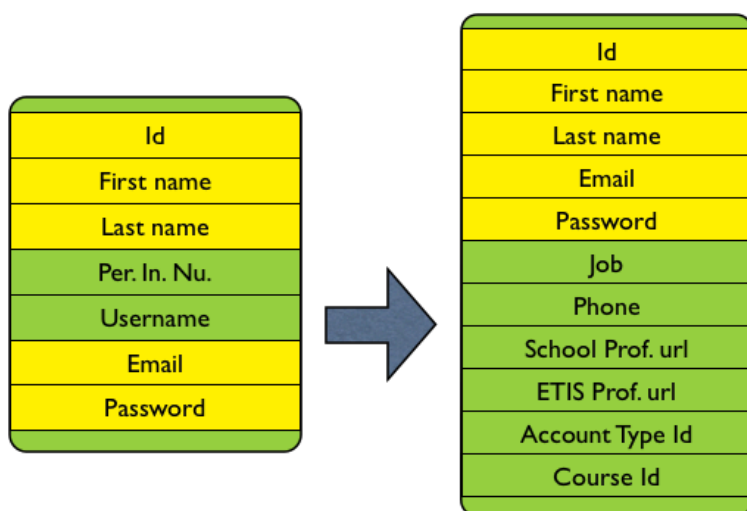 Id
First name
Last name
Per. In. Nu.
Username
Email
Password
Id
First name
Last name
Email
Password
Job
Phone
School Prof. url
ETIS Prof. url
Account Type Id
Course Id